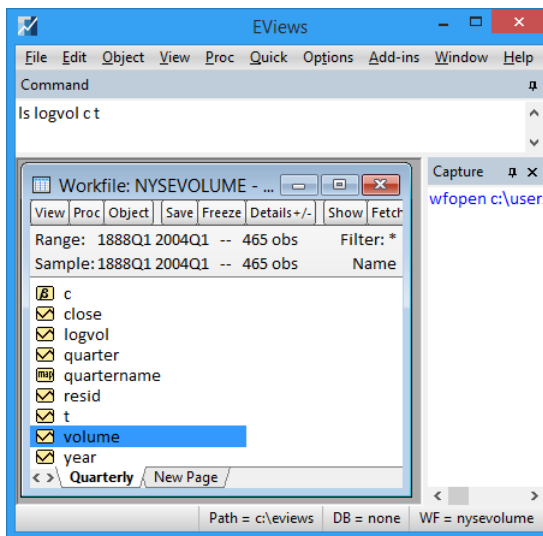 EViews
File Edit Object View Proc Quick Options Add-ins Window Help
Command
ls logvol c t
Capture
wfopen c:\user
Workfile: NYSEVOLUME - ...
View Proc Object Save Freeze Details+/- Show Fetch
Range: 1888Q1 2004Q1 -- 465 obs Filter: *
Sample: 1888Q1 2004Q1 -- 465 obs Name
β c
close
logvol
quarter
map quartername
resid
t
volume
year
Quarterly New Page
Path = c:\eviews DB = none WF = nysevolume